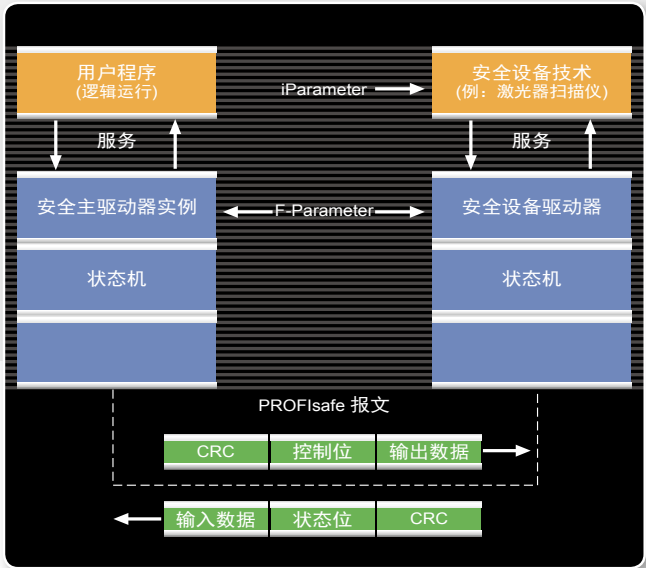 用户程序
(逻辑运行)
iParameter
安全设备技术
(例：激光器扫描仪)
服务
服务
安全主驱动器实例
F-Parameter
安全设备驱动器
状态机
状态机
PROFIsafe 报文
CRC
控制位
输出数据
输入数据
状态位
CRC